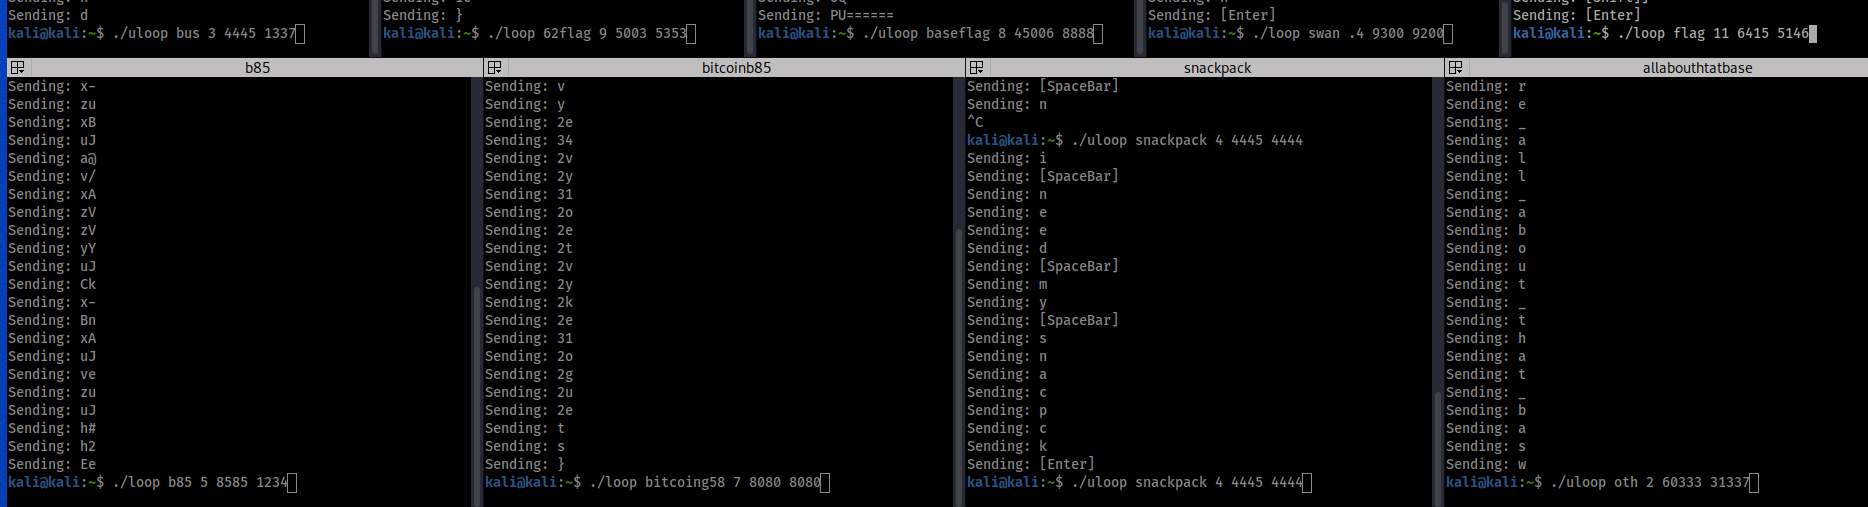 Sending: d
kali@kali:~$ ./uloop bus 3 4445 1337
Sending: }
kali@kali:~$ ./loop 62flag 9 5003 5353
Sending: PU======
kali@kali:~$ ./uloop baseflag 8 45006 8888
Sending: [Enter]
kali@kali:~$ ./loop swan .4 9300 9200
Sending: [Enter]
kali@kali:~$ ./loop flag 11 6415 5146
b85
Sending: x-
Sending: zu
Sending: xB
Sending: uJ
Sending: a@
Sending: v/
Sending: xA
Sending: zV
Sending: zV
Sending: yY
Sending: uJ
Sending: Ck
Sending: x-
Sending: Bn
Sending: xA
Sending: uJ
Sending: ve
Sending: zu
Sending: uJ
Sending: h#
Sending: h2
Sending: Ee
kali@kali:~$ ./loop b85 5 8585 1234
bitcoinb85
Sending: v
Sending: y
Sending: 2e
Sending: 34
Sending: 2v
Sending: 2y
Sending: 31
Sending: 2o
Sending: 2e
Sending: 2t
Sending: 2v
Sending: 2y
Sending: 2k
Sending: 2e
Sending: 31
Sending: 2o
Sending: 2g
Sending: 2u
Sending: 2e
Sending: t
Sending: s
Sending: }
kali@kali:~$ ./loop bitcoing58 7 8080 8080
snackpack
Sending: [SpaceBar]
Sending: n
^C
kali@kali:~$ ./uloop snackpack 4 4445 4444
Sending: i
Sending: [SpaceBar]
Sending: n
Sending: e
Sending: e
Sending: d
Sending: [SpaceBar]
Sending: m
Sending: y
Sending: [SpaceBar]
Sending: s
Sending: n
Sending: a
Sending: c
Sending: p
Sending: c
Sending: k
Sending: [Enter]
kali@kali:~$ ./uloop snackpack 4 4445 4444
allabouthtatbase
Sending: r
Sending: e
Sending: _
Sending: a
Sending: l
Sending: l
Sending: _
Sending: a
Sending: b
Sending: o
Sending: u
Sending: t
Sending: _
Sending: t
Sending: h
Sending: a
Sending: t
Sending: _
Sending: b
Sending: a
Sending: s
Sending: w
kali@kali:~$ ./uloop oth 2 60333 31337